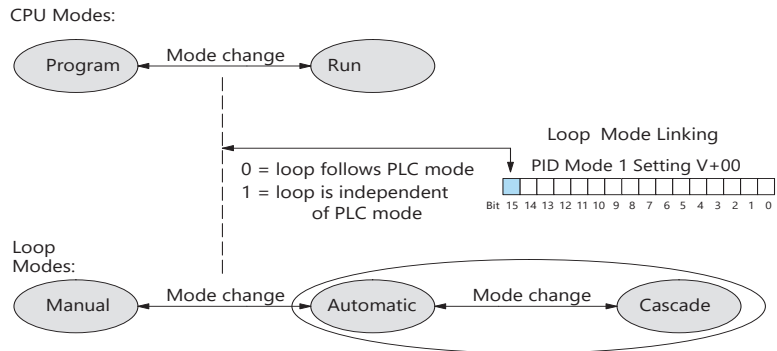 CPU Modes:
Program
Mode change
Run
Loop Mode Linking
0 = loop follows PLC mode
1 = loop is independent
of PLC mode
PID Mode 1 Setting V+00
Bit 15 14 13 12 11 10 9 8 7 6 5 4 3 2 1 0
Loop
Modes:
Manual
Mode change
Automatic
Mode change
Cascade